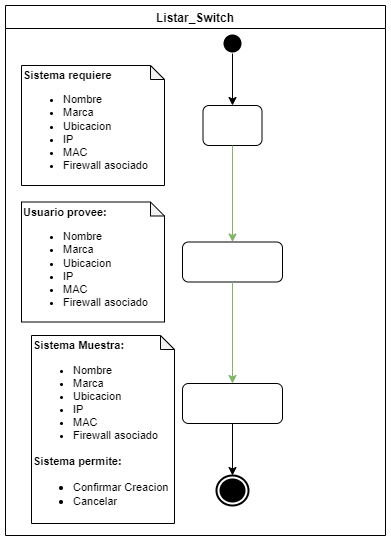 Listar_Switch
Sistema requiere
Nombre
Marca
Ubicacion
IP
MAC
Firewall asociado
Usuario provee:
Nombre
Marca
Ubicacion
IP
MAC
Firewall asociado
Sistema Muestra:
Nombre
Marca
Ubicacion
IP
MAC
Firewall asociado
Sistema permite:
Confirmar Creacion
Cancelar